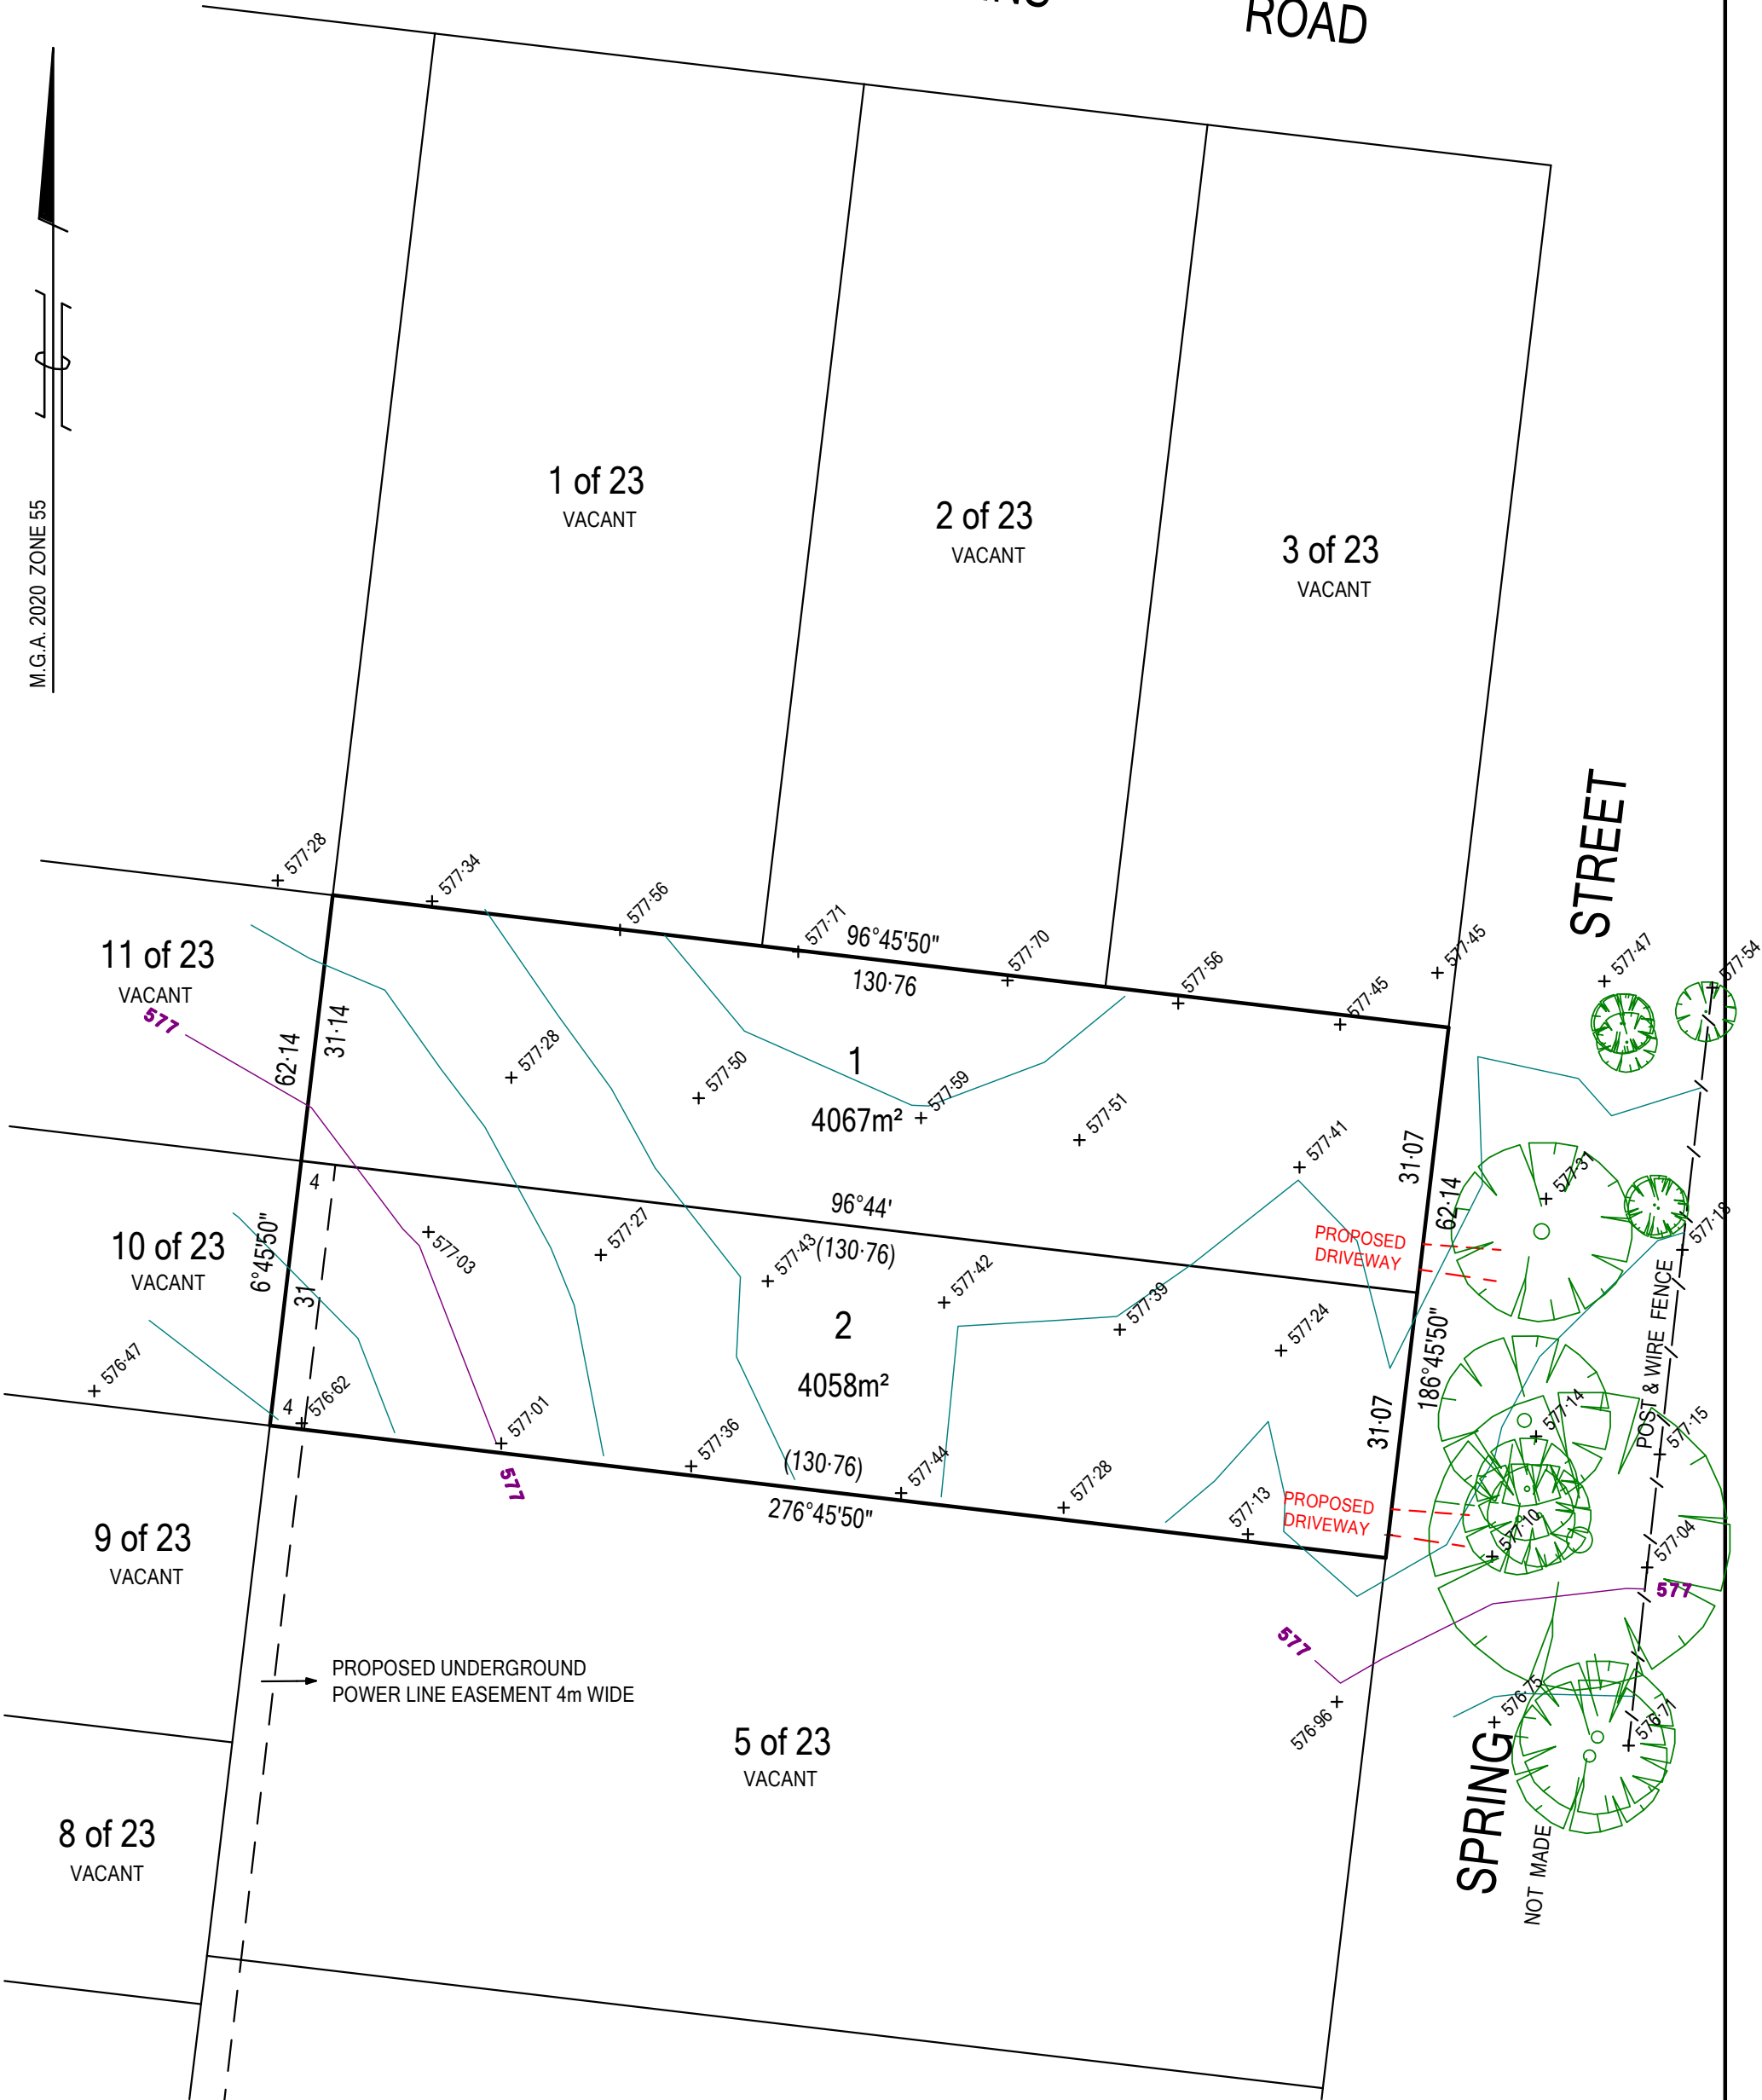 ROAD
M.G.A. 2020 ZONE 55
1 of 23
VACANT
2 of 23
VACANT
3 of 23
VACANT
STREET
577·28
577·34
577·56
577·71
96°45'50"
130·76
577·70
577·56
577·45
577·45
577·47
577·54
11 of 23
VACANT
577
62·14
31·14
577·28
577·50
1
4067m²
577·59
577·51
577·41
31·07
62·14
577·31
577·18
4
96°44'
(130·76)
PROPOSED
DRIVEWAY
10 of 23
VACANT
6°45'50"
31
577·03
577·27
577·43
577·42
577·39
577·24
2
4058m²
186°45'50"
31·07
POST & WIRE FENCE
576·47
4
576·62
577·01
577
577·36
(130·76)
276°45'50"
577·44
577·28
577·13
PROPOSED
DRIVEWAY
577·14
577·15
577·10
577·04
577
9 of 23
VACANT
577
576·96
576·75
576·71
PROPOSED UNDERGROUND
POWER LINE EASEMENT 4m WIDE
5 of 23
VACANT
SPRING
NOT MADE
8 of 23
VACANT